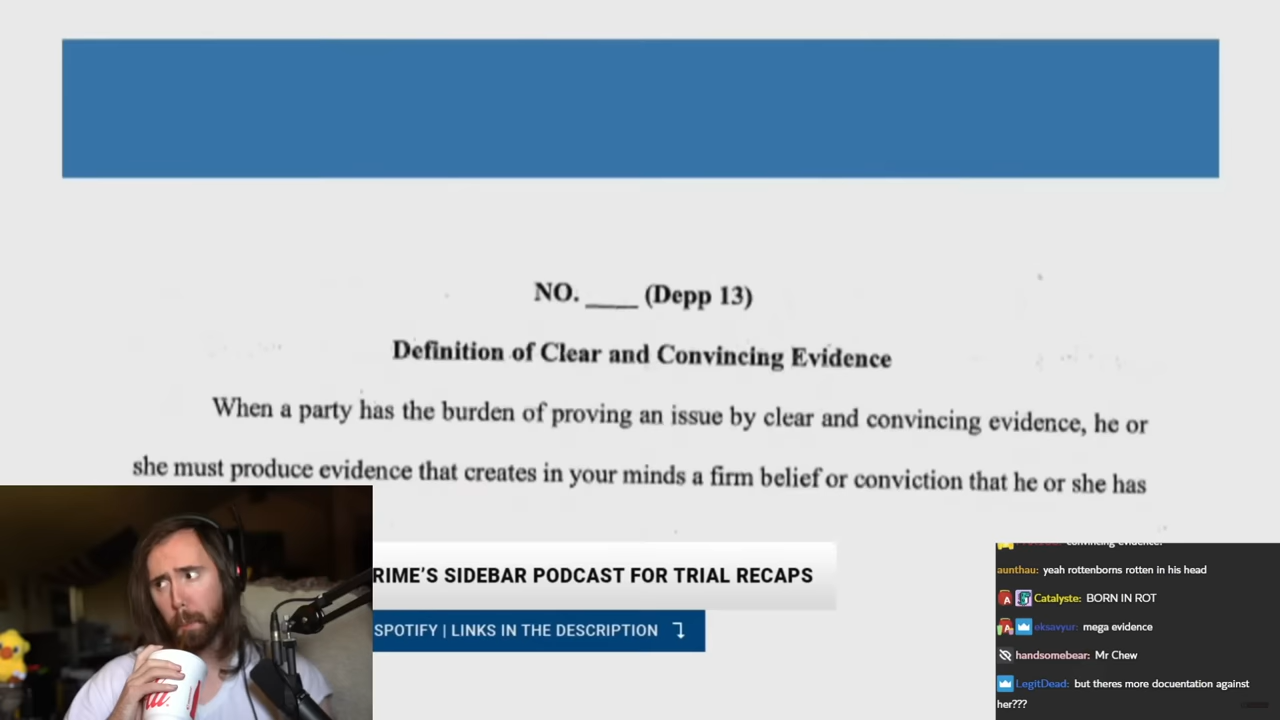 NO. ____ (Depp 13)
Definition of Clear and Convincing Evidence
When a party has the burden of proving an issue by clear and convincing evidence, he or
she must produce evidence that creates in your minds a firm belief or conviction that he or she has
RIME'S SIDEBAR PODCAST FOR TRIAL RECAPS
SPOTIFY | LINKS IN THE DESCRIPTION
convincing evidence.
aunthau: yeah rottenborns rotten in his head
Catalyste: BORN IN ROT
eksavyur: mega evidence
handsomebear: Mr Chew
LegitDead: but theres more docuentation against
her???